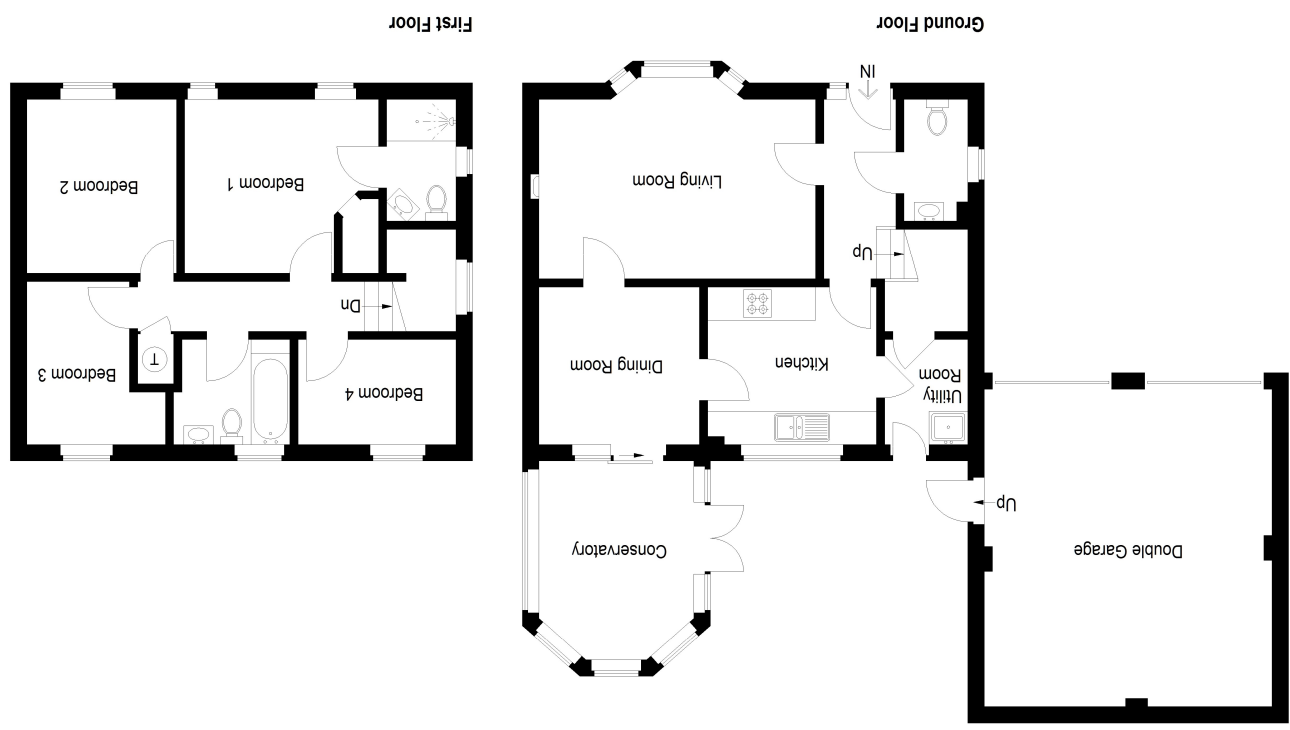 Double Garage
Conservatory
Up
Utility
Room
Kitchen
Dining Room
Up
Living Room
IN
Ground Floor
Bedroom 4
Bedroom 3
T
Dn
Bedroom 1
Bedroom 2
First Floor